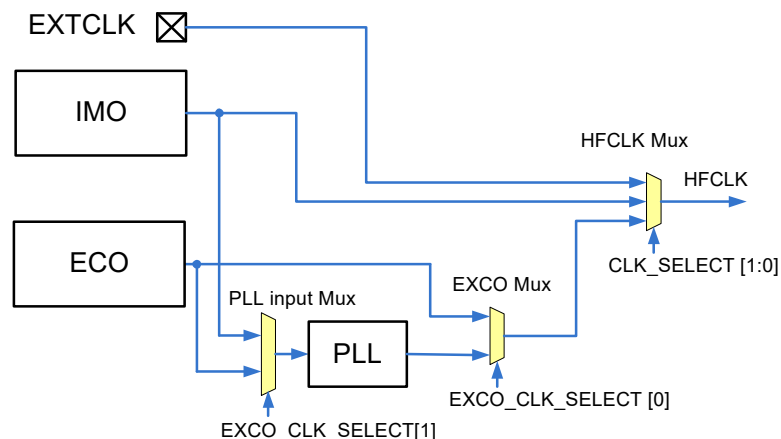 EXTCLK
IMO
HFCLK Mux
HFCLK
ECO
CLK_SELECT [1:0]
PLL input Mux
EXCO Mux
PLL
EXCO_CLK_SELECT [0]
EXCO_CLK_SELECT[1]